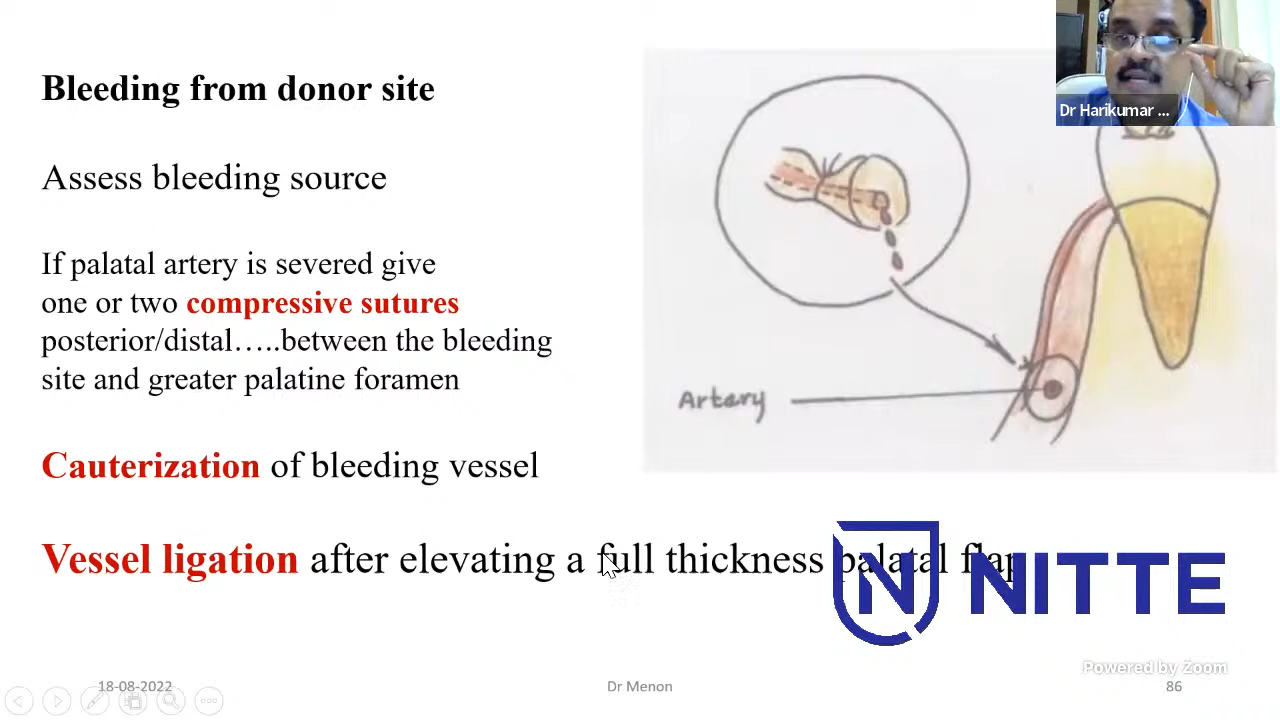 Bleeding from donor site
Assess bleeding source
If palatal artery is severed give
one or two compressive sutures
posterior/distal…..between the bleeding
site and greater palatine foramen
Cauterization of bleeding vessel
Vessel ligation after elevating a full thickness palatal flap
Artery
Dr Harikumar ...
NITTE
Powered by Zoom
18-08-2022
Dr Menon
86